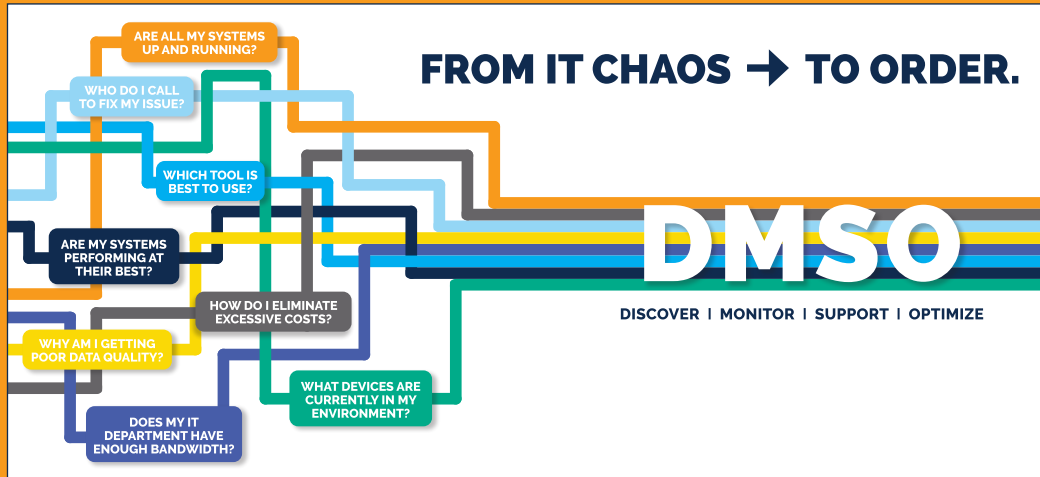 ARE ALL MY SYSTEMS
UP AND RUNNING?
FROM IT CHAOS → TO ORDER.
WHO DO I CALL
TO FIX MY ISSUE?
WHICH TOOL IS
BEST TO USE?
ARE MY SYSTEMS
PERFORMING AT
THEIR BEST?
DMSO
DISCOVER | MONITOR | SUPPORT | OPTIMIZE
HOW DO I ELIMINATE
EXCESSIVE COSTS?
WHY AM I GETTING
POOR DATA QUALITY?
WHAT DEVICES ARE
CURRENTLY IN MY
ENVIRONMENT?
DOES MY IT
DEPARTMENT HAVE
ENOUGH BANDWIDTH?